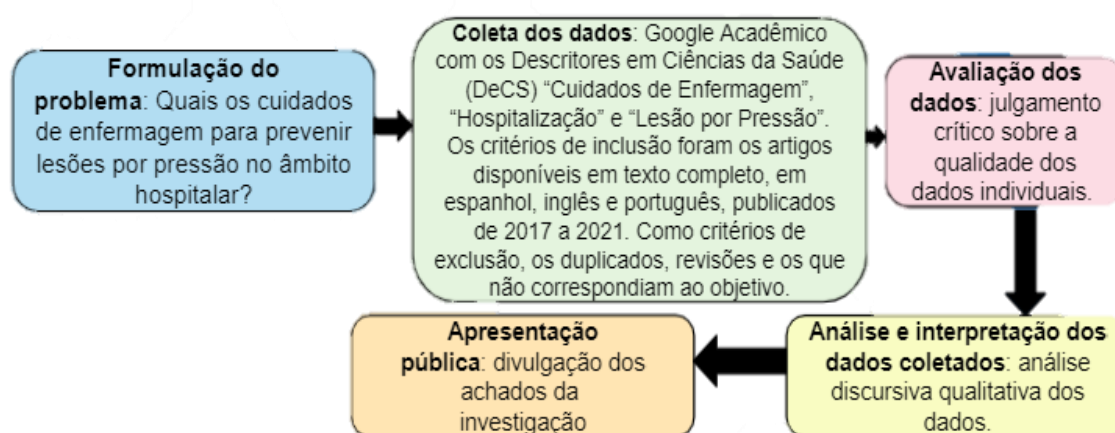 Formulação do
problema: Quais os cuidados
de enfermagem para prevenir
lesões por pressão no âmbito
hospitalar?
Coleta dos dados: Google Acadêmico
com os Descritores em Ciências da Saúde
(DeCS) “Cuidados de Enfermagem”,
“Hospitalização” e “Lesão por Pressão”.
Os critérios de inclusão foram os artigos
disponíveis em texto completo, em
espanhol, inglês e português, publicados
de 2017 a 2021. Como critérios de
exclusão, os duplicados, revisões e os que
não correspondiam ao objetivo.
Avaliação dos
dados: julgamento
crítico sobre a
qualidade dos
dados individuais.
Análise e interpretação dos
dados coletados: análise
discursiva qualitativa dos
dados.
Apresentação
pública: divulgação dos
achados da
investigação